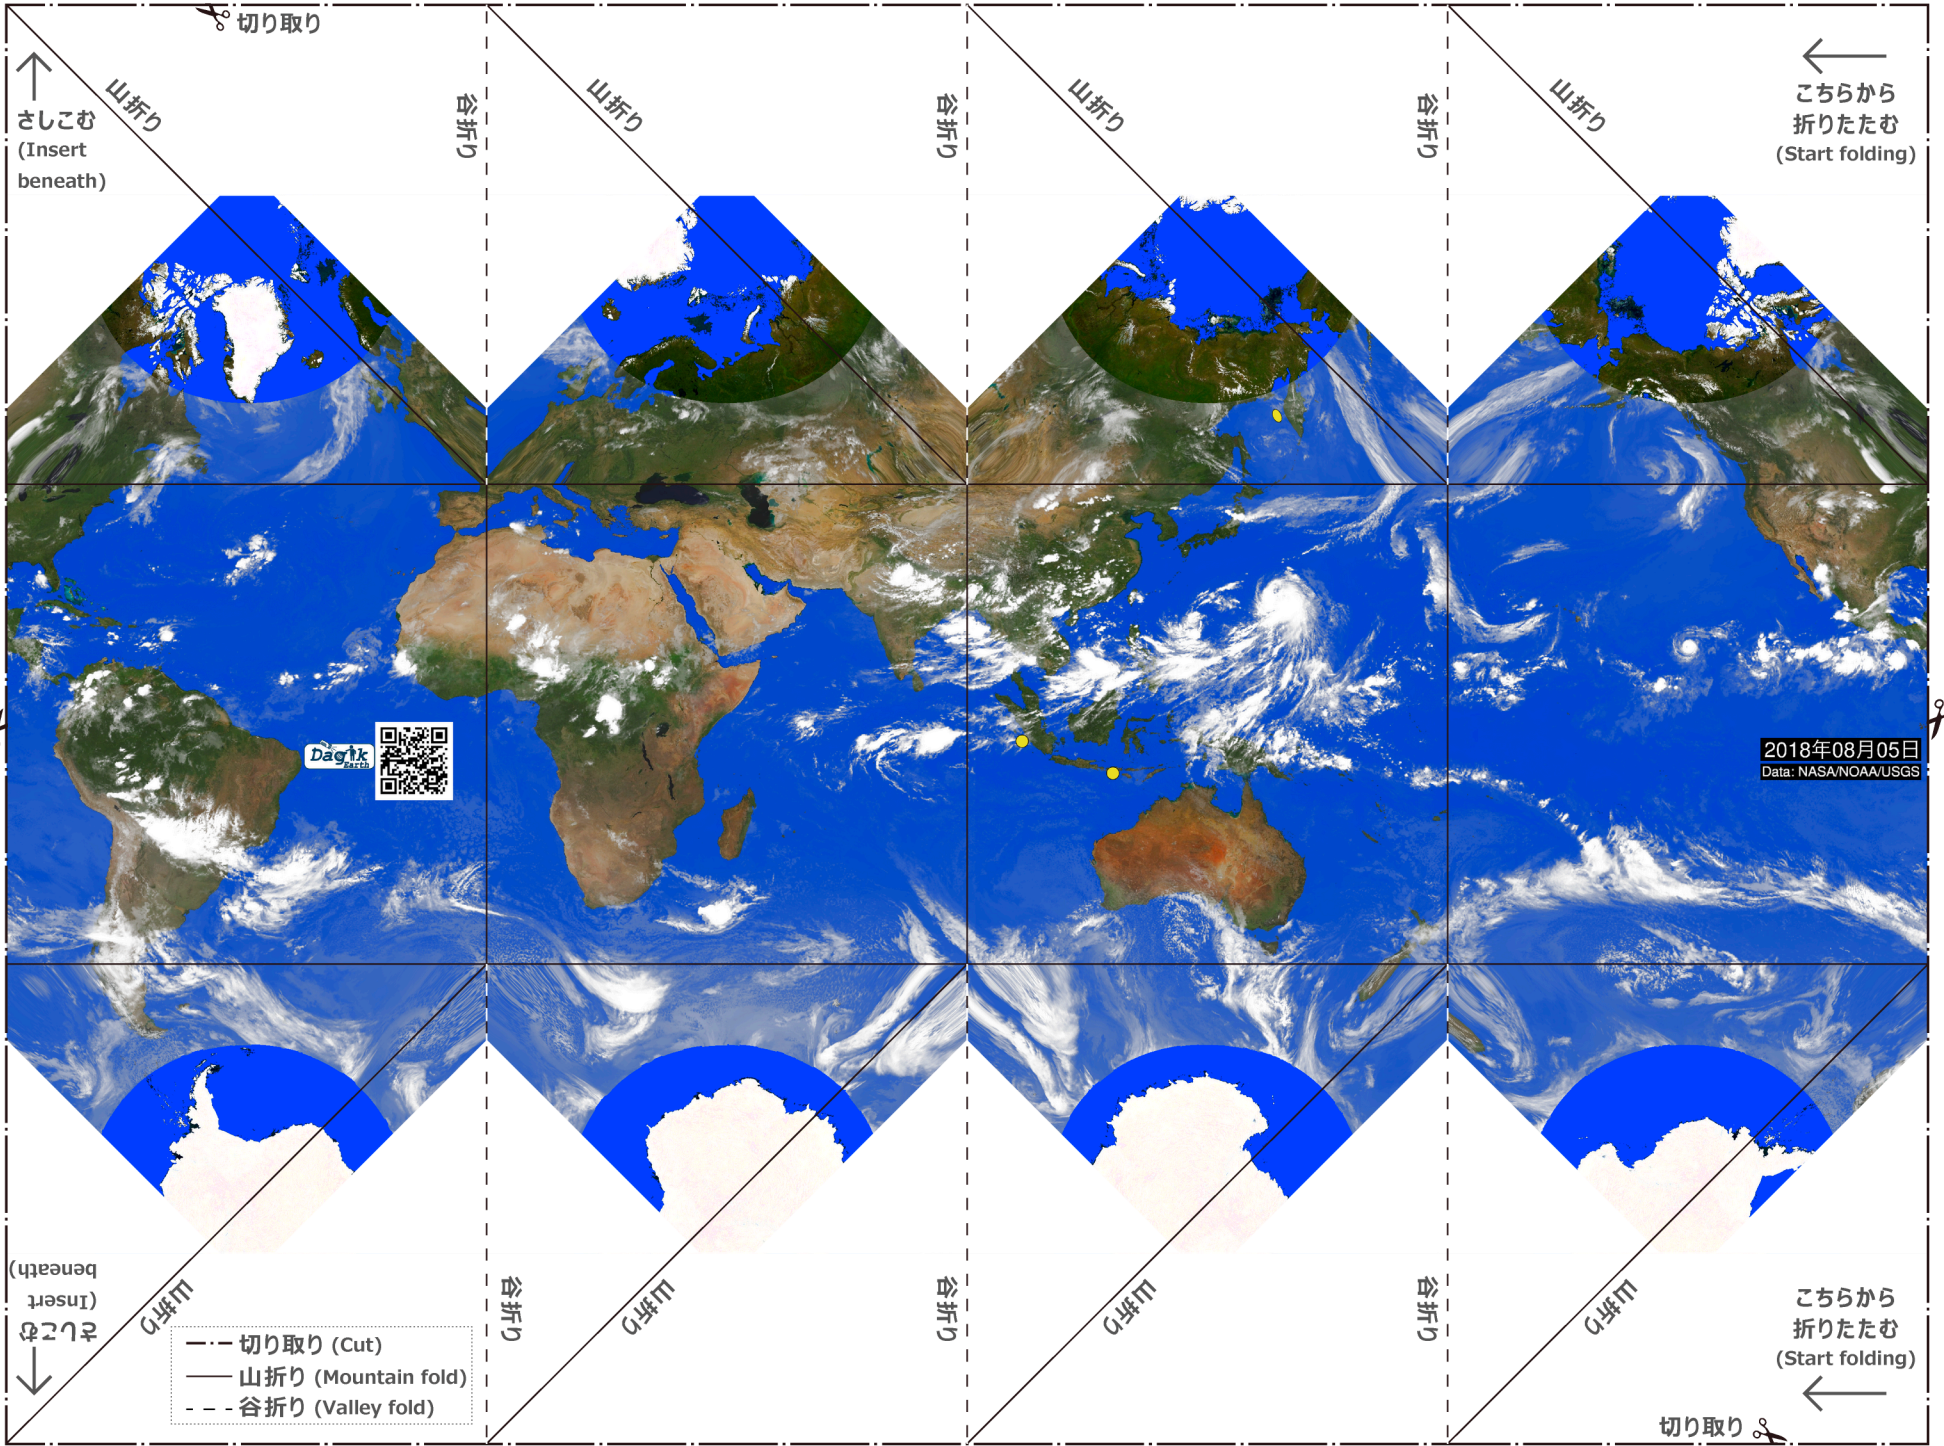 切り取り
山折り
谷折り
山折り
谷折り
山折り
谷折り
山折り
さしこむ
(Insert
beneath)
こちらから
折りたたむ
(Start folding)
Dagik
Earth
2018年08月05日
Data: NASA/NOAA/USGS
さしこむ
(Insert
beneath)
山折り
谷折り
山折り
谷折り
山折り
谷折り
山折り
切り取り (Cut)
山折り (Mountain fold)
谷折り (Valley fold)
こちらから
折りたたむ
(Start folding)
切り取り